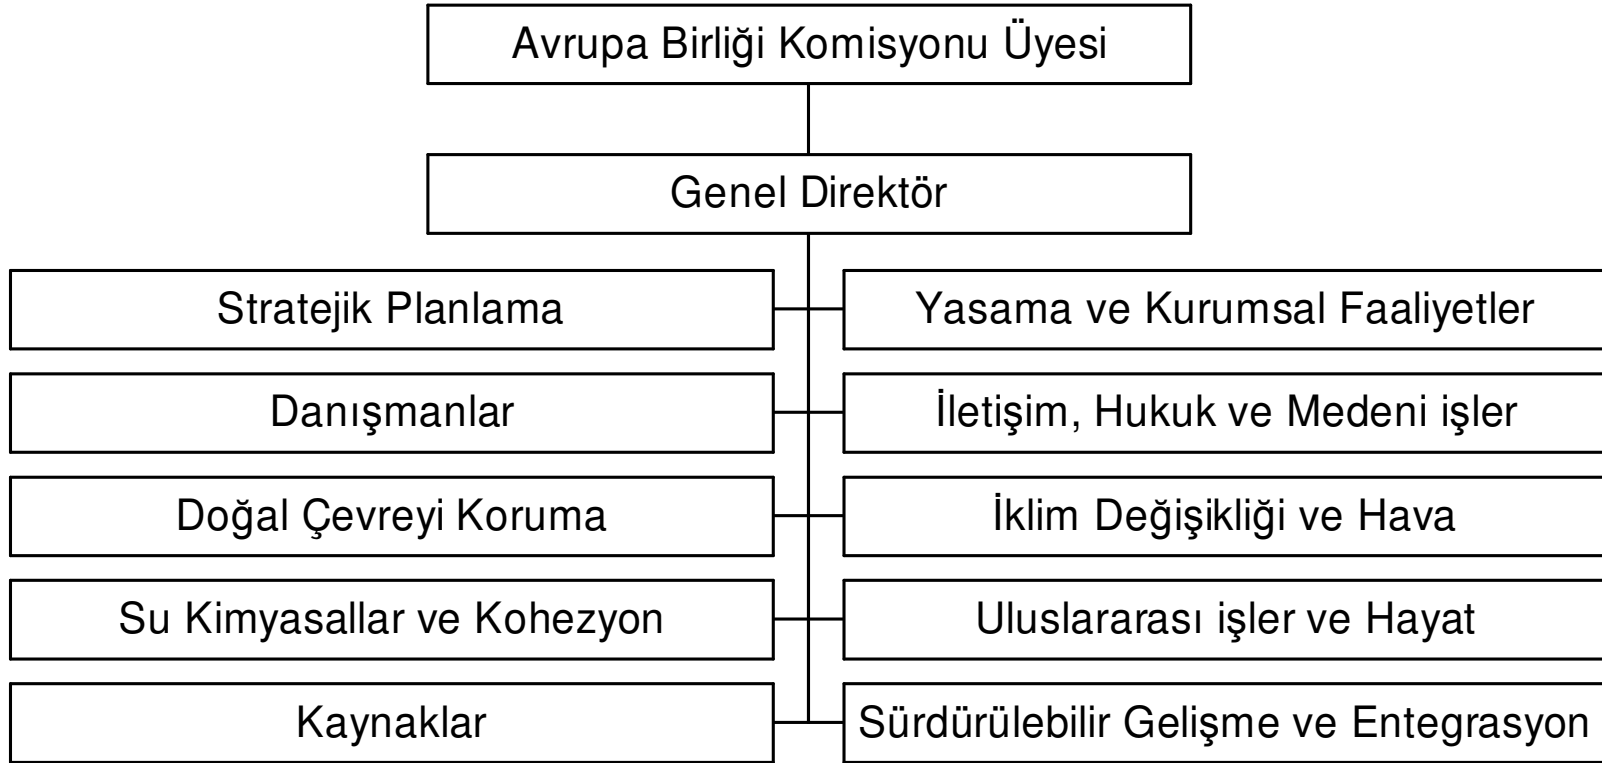 Avrupa Birliği Komisyonu Üyesi
Genel Direktör
Stratejik Planlama
Yasama ve Kurumsal Faaliyetler
Danışmanlar
İletişim, Hukuk ve Medeni işler
Doğal Çevreyi Koruma
İklim Değişikliği ve Hava
Su Kimyasallar ve Kohezyon
Uluslararası işler ve Hayat
Kaynaklar
Sürdürülebilir Gelişme ve Entegrasyon